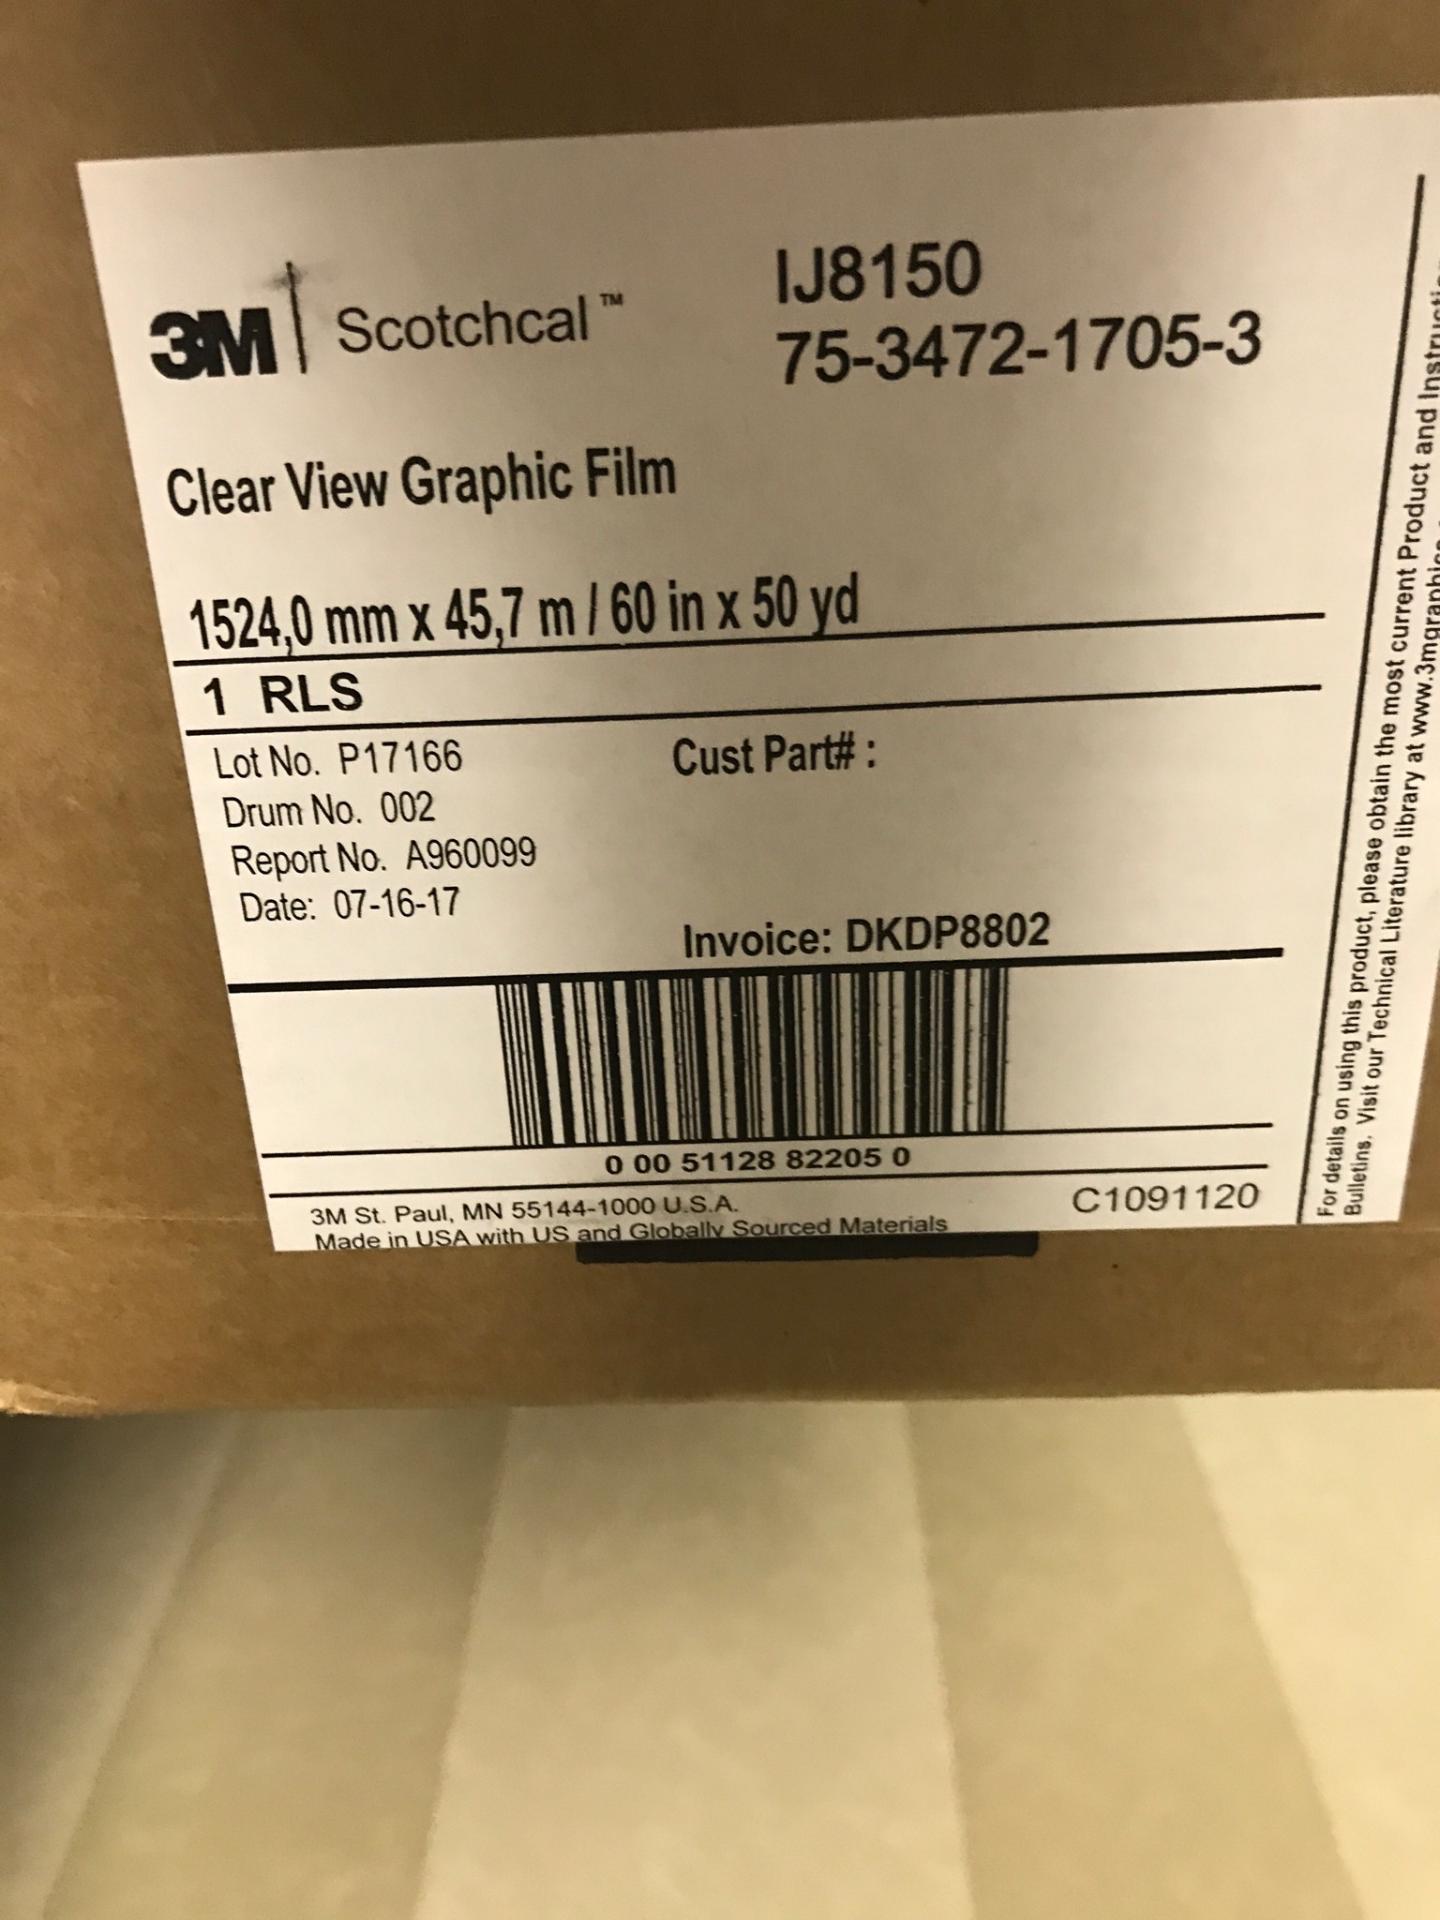 3M Scotchcal™
IJ8150
75-3472-1705-3
Clear View Graphic Film
1524,0 mm x 45,7 m / 60 in x 50 yd
1 RLS
Lot No. P17166
Drum No. 002
Report No. A960099
Date: 07-16-17
Cust Part# :
Invoice: DKDP8802
0 00 51128 82205 0
3M St. Paul, MN 55144-1000 U.S.A.
Made in USA with US and Globally Sourced Materials
C1091120
For details on using this product, please obtain the most current Product and
Bulletins. Visit our Technical Literature library at